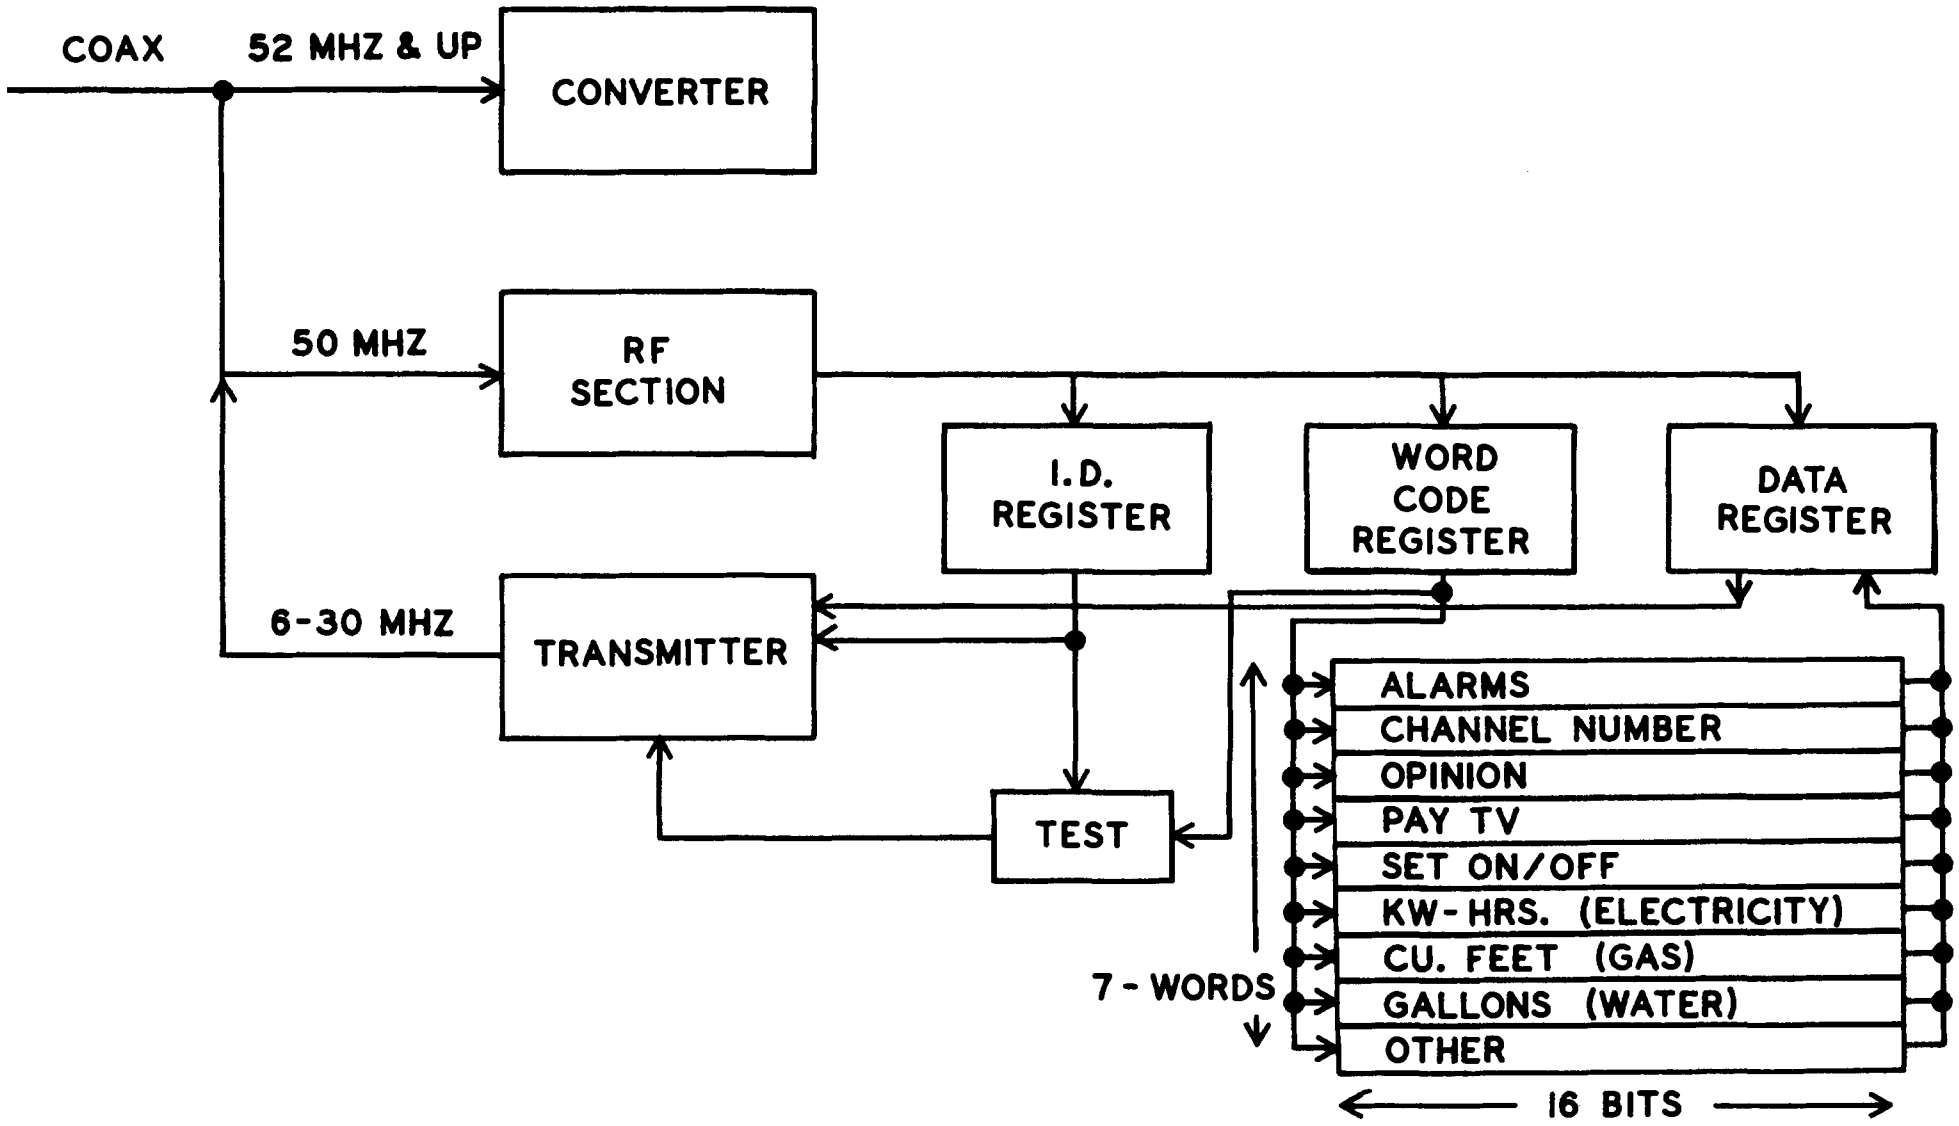 COAX
52 MHZ & UP
CONVERTER
50 MHZ
RF
SECTION
I.D.
REGISTER
WORD
CODE
REGISTER
DATA
REGISTER
6-30 MHZ
TRANSMITTER
TEST
7-WORDS
ALARMS
CHANNEL NUMBER
OPINION
PAY TV
SET ON/OFF
KW-HRS. (ELECTRICITY)
CU. FEET (GAS)
GALLONS (WATER)
OTHER
16 BITS